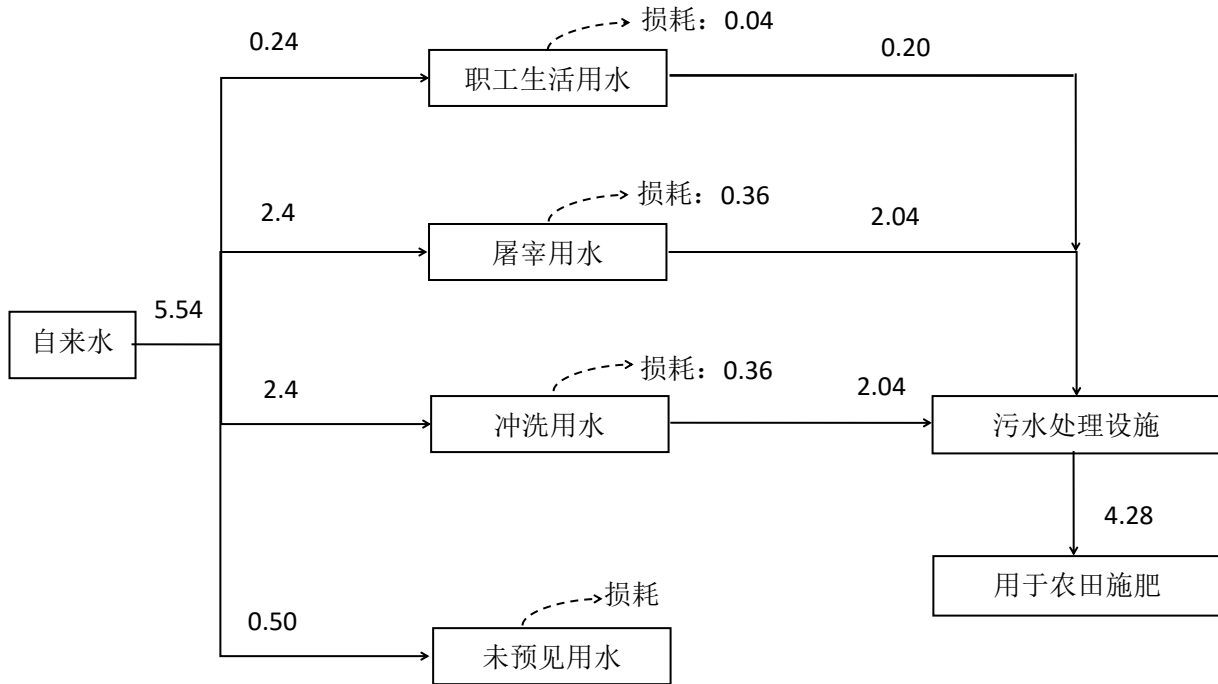 损耗：0.04
0.24
0.20
职工生活用水
损耗：0.36
2.4
2.04
屠宰用水
5.54
自来水
损耗：0.36
2.4
2.04
冲洗用水
污水处理设施
4.28
用于农田施肥
损耗
0.50
未预见用水